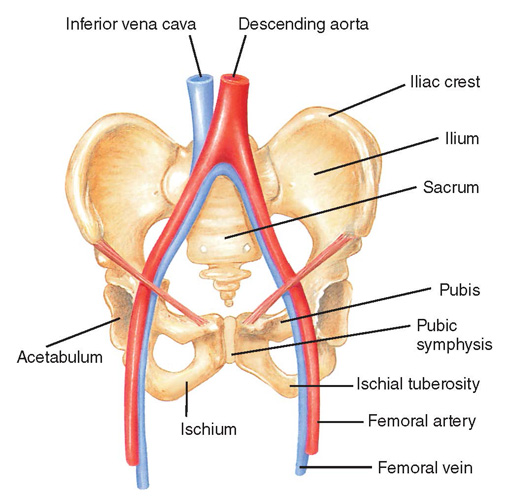 Inferior vena cava
Descending aorta
Iliac crest
Ilium
Sacrum
Pubis
Pubic
symphysis
Acetabulum
Ischial tuberosity
Ischium
Femoral artery
Femoral vein